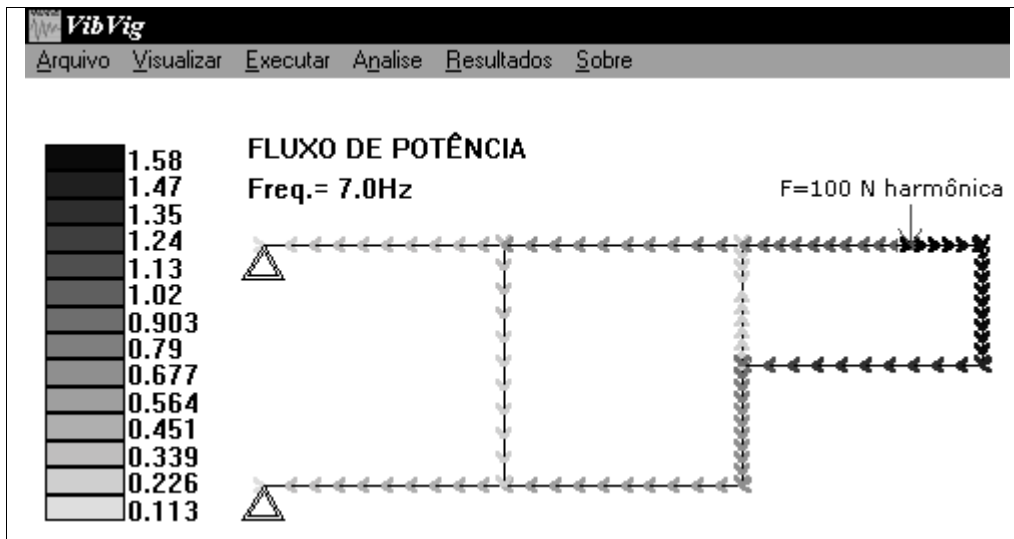 VibVig
Arquivo Visualizar Executar Analise Resultados Sobre
FLUXO DE POTÊNCIA
Freq.= 7.0Hz
F=100 N harmônica
1.58
1.47
1.35
1.24
1.13
1.02
0.903
0.79
0.677
0.564
0.451
0.339
0.226
0.113